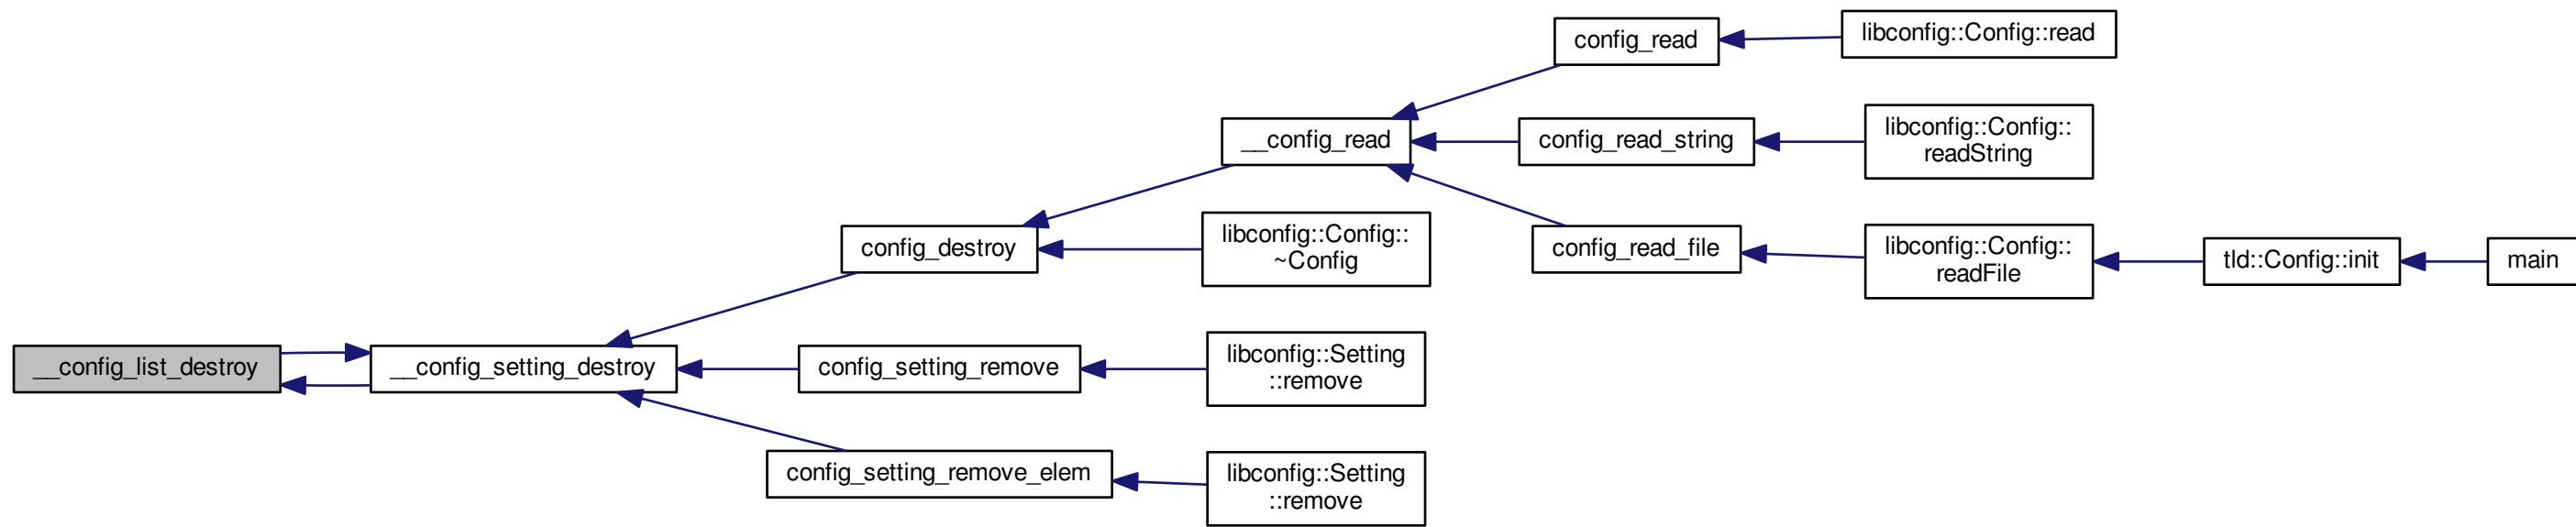 config_read
libconfig::Config::read
__config_read
config_read_string
libconfig::Config::
readString
config_destroy
libconfig::Config::
~Config
config_read_file
libconfig::Config::
readFile
tld::Config::init
main
__config_list_destroy
__config_setting_destroy
config_setting_remove
libconfig::Setting
::remove
config_setting_remove_elem
libconfig::Setting
::remove